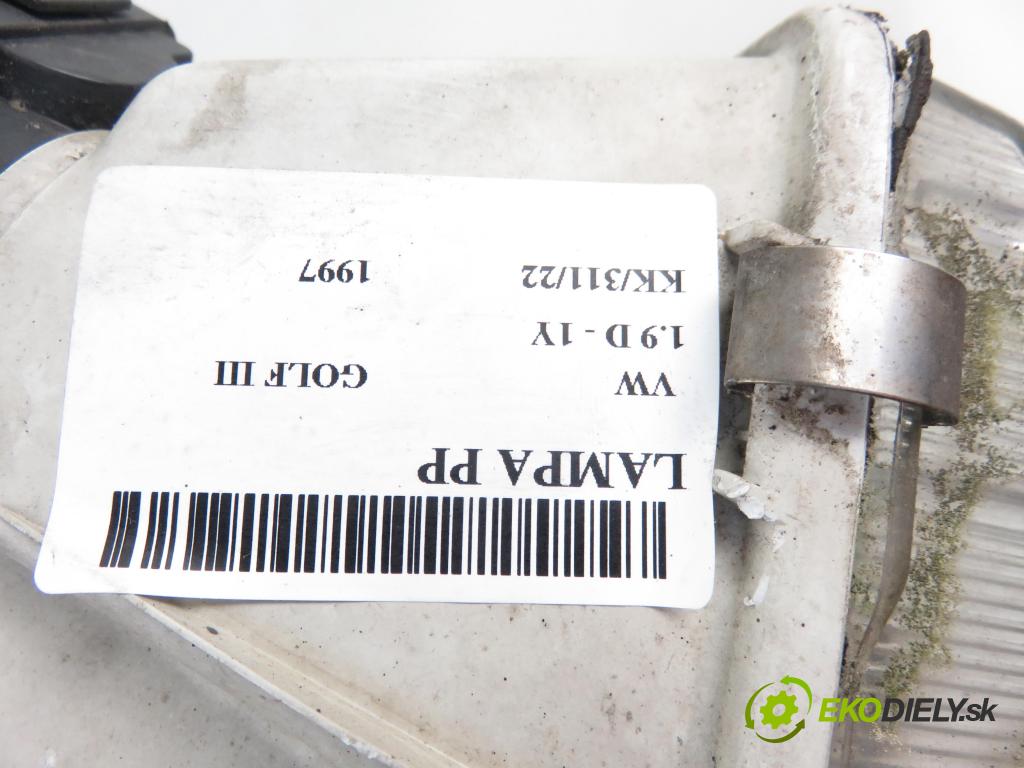 LAMPA PP
VW GOLF III
1.9 D - 1Y
KK/311/22 1997
EKODIELY.sk